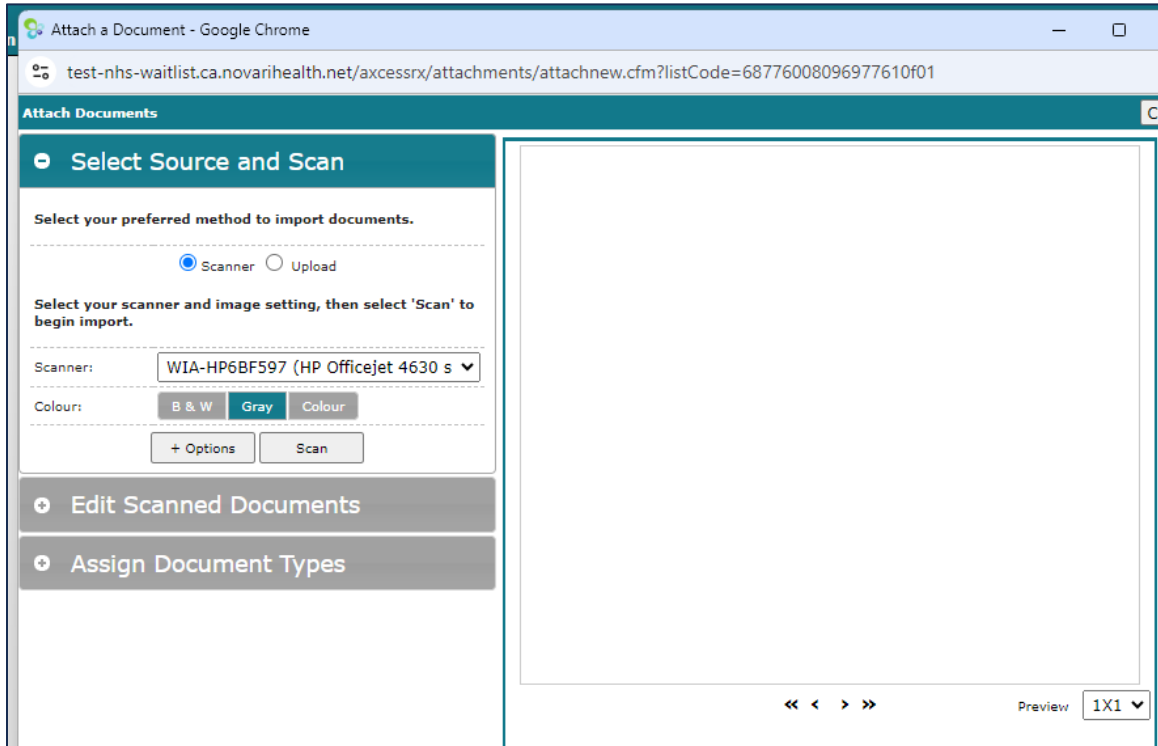 Attach a Document - Google Chrome
test-nhs-waitlist.ca.novarihealth.net/axcessrx/attachments/attachnew.cfm?listCode=68776008096977610f01
Attach Documents
Select Source and Scan
Select your preferred method to import documents.
Scanner Upload
Select your scanner and image setting, then select 'Scan' to
begin import.
Scanner: WIA-HP6BF597 (HP Officejet 4630 s
Colour: B & W Gray Colour
+ Options Scan
Edit Scanned Documents
Assign Document Types
« < > » Preview 1X1